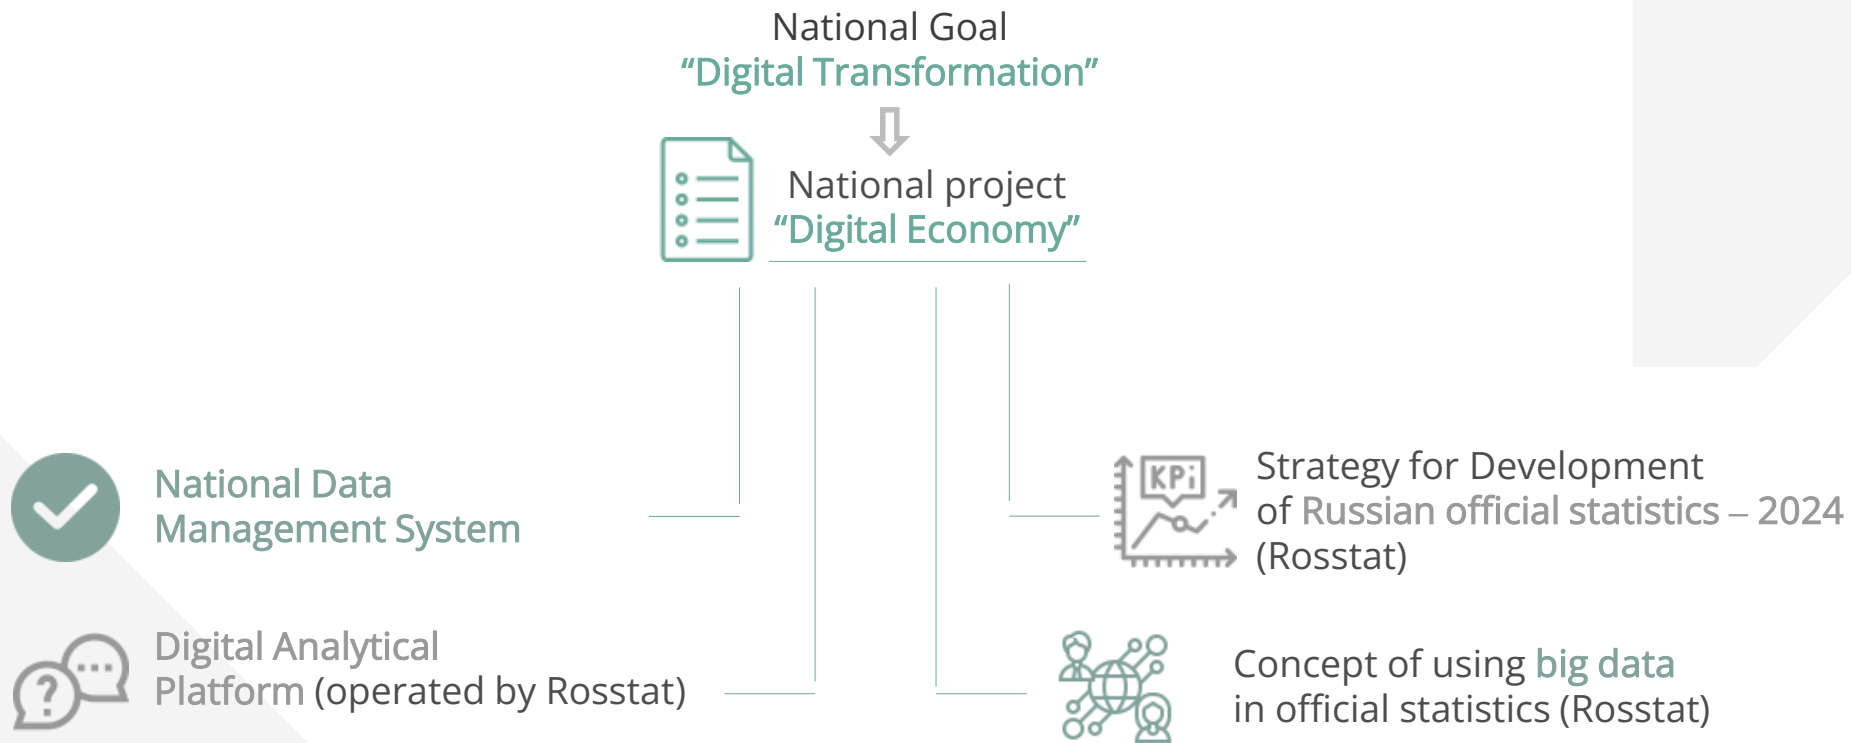 National Goal
“Digital Transformation”
National project
“Digital Economy”
National Data
Management System
Digital Analytical
Platform (operated by Rosstat)
KPi
Strategy for Development
of Russian official statistics – 2024
(Rosstat)
Concept of using big data
in official statistics (Rosstat)
?